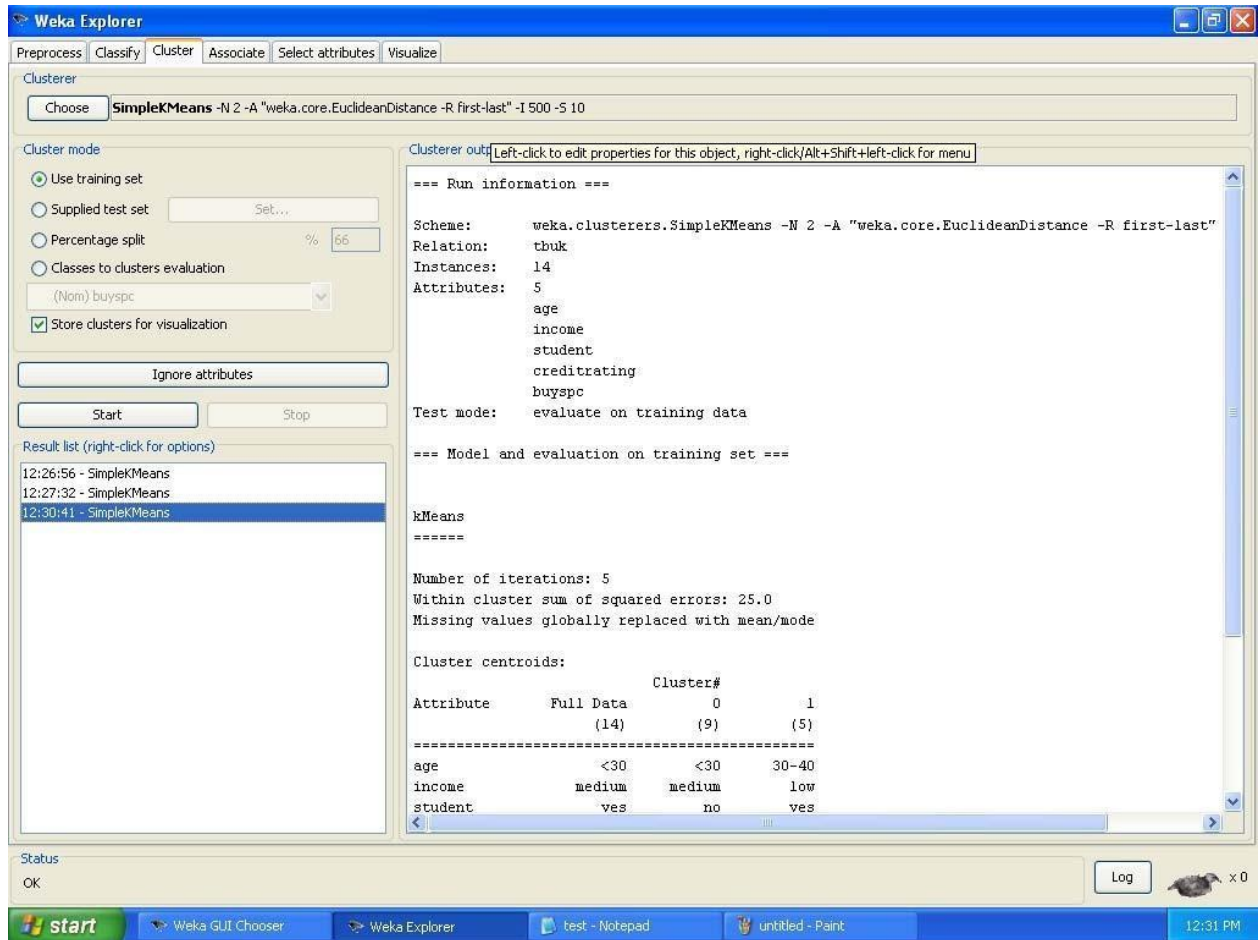 Weka Explorer
Preprocess Classify Cluster Associate Select attributes Visualize
Clusterer
Choose SimpleKMeans -N 2 -A "weka.core.EuclideanDistance -R first-last" -I 500 -S 10
Cluster mode
Use training set
Supplied test set Set...
Percentage split % 66
Classes to clusters evaluation
(Nom) buyspc
Store clusters for visualization
Ignore attributes
Start Stop
Result list (right-click for options)
12:26:56 - SimpleKMeans
12:27:32 - SimpleKMeans
12:30:41 - SimpleKMeans
Clusterer
Left-click to edit properties for this object, right-click/Alt+Shift+left-click for menu
=== Run information ===
Scheme: weka.clusterers.SimpleKMeans -N 2 -A "weka.core.EuclideanDistance -R first-last"
Relation: tbuk
Instances: 14
Attributes: 5
age
income
student
creditrating
buyspc
Test mode: evaluate on training data
=== Model and evaluation on training set ===
kMeans
======
Number of iterations: 5
Within cluster sum of squared errors: 25.0
Missing values globally replaced with mean/mode
Cluster centroids:
Cluster#
Attribute Full Data 0 1
(14) (9) (5)
================================================
age <30 <30 30-40
income medium medium low
student yes no yes
Status
OK
Log x 0
start Weka GUI Chooser Weka Explorer test - Notepad untitled - Paint 12:31 PM